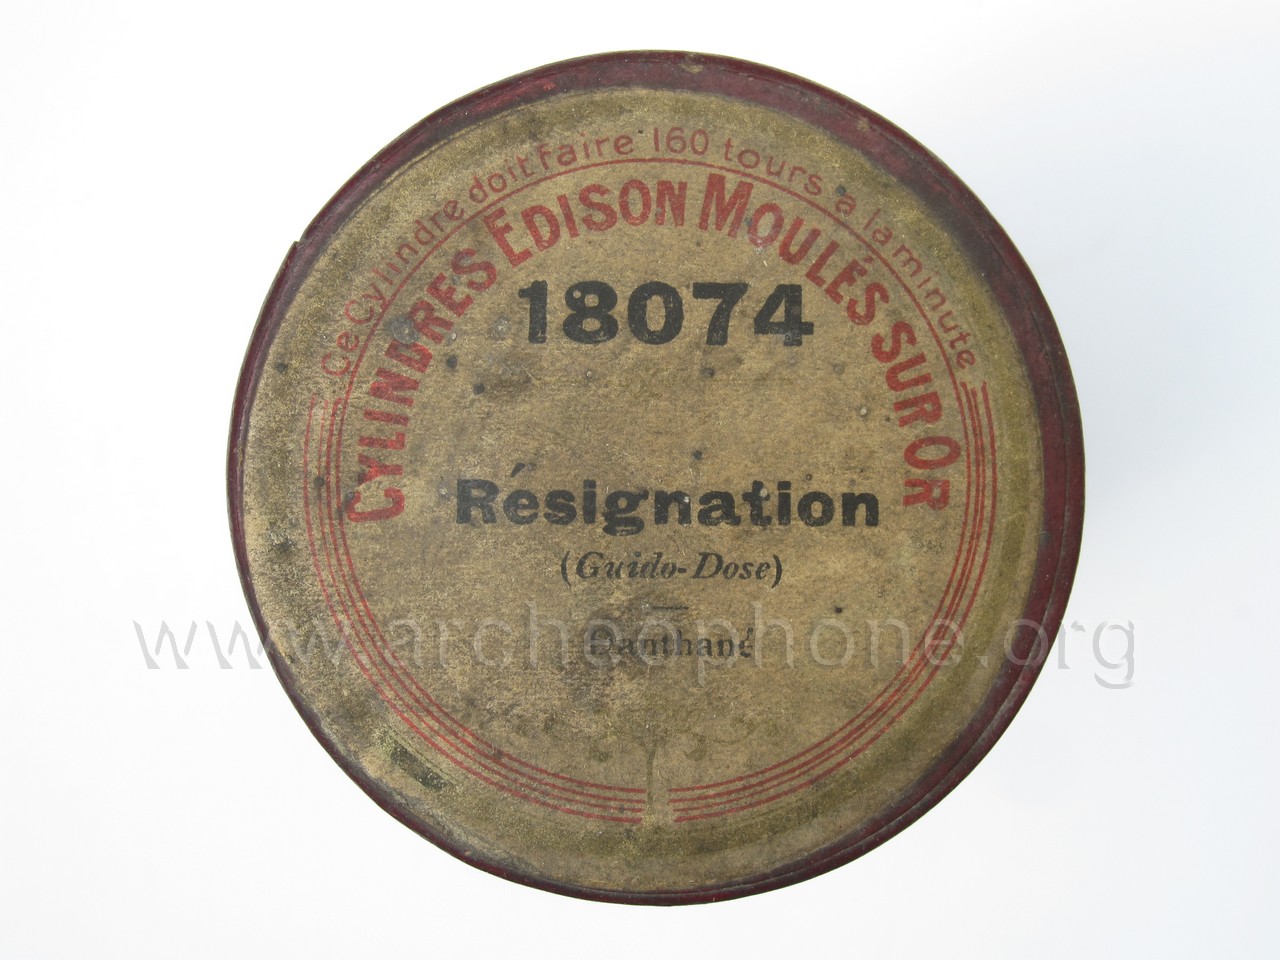 Ce Cylindre doit faire 160 tours a la minute
CYLINDRES EDISON MOULÉS SUR OR
18074
Résignation
(Guido-Dose)
Danthané
www.archeophone.org